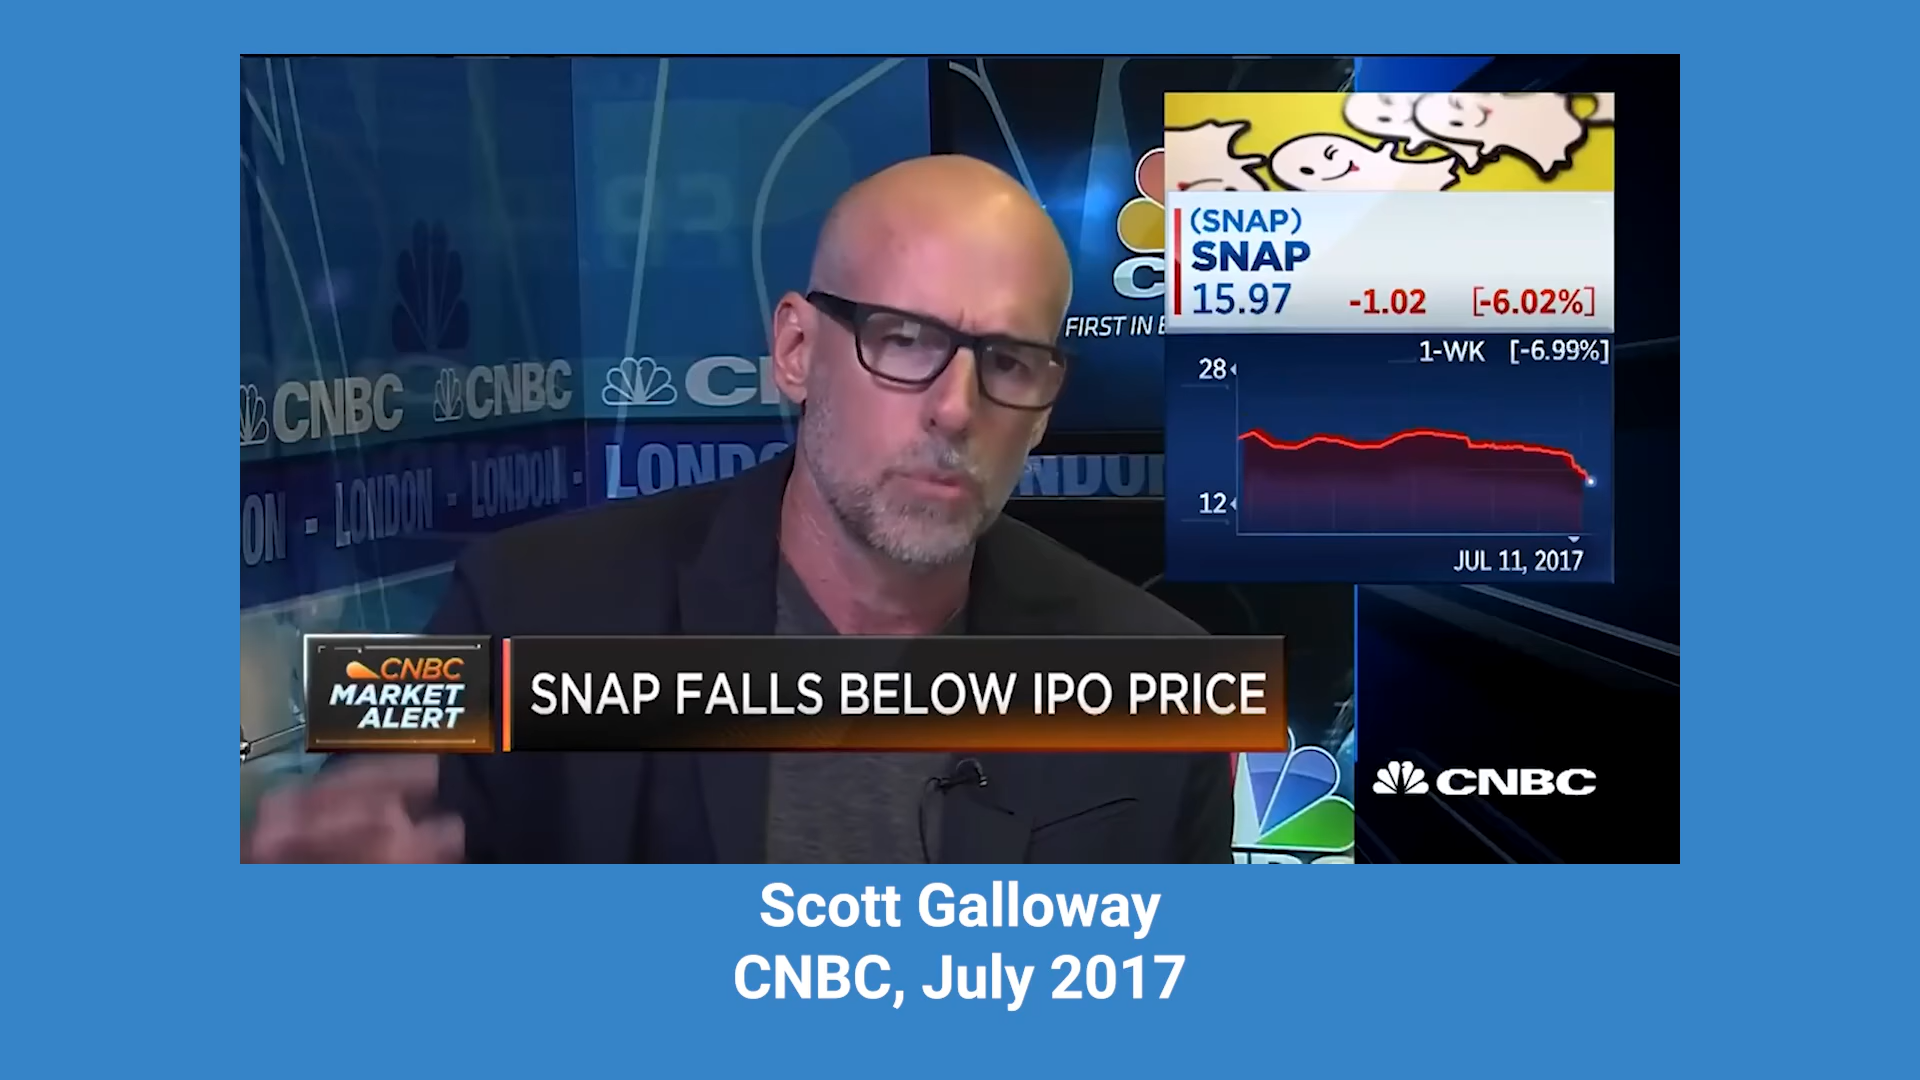 CNBC
CNBC
C
LONDON - LONDON -
LONDO
FIRST IN
(SNAP)
SNAP
15.97 -1.02 [-6.02%]
1-WK [-6.99%]
28
12
JUL 11, 2017
CNBC
MARKET
ALERT
SNAP FALLS BELOW IPO PRICE
CNBC
Scott Galloway
CNBC, July 2017